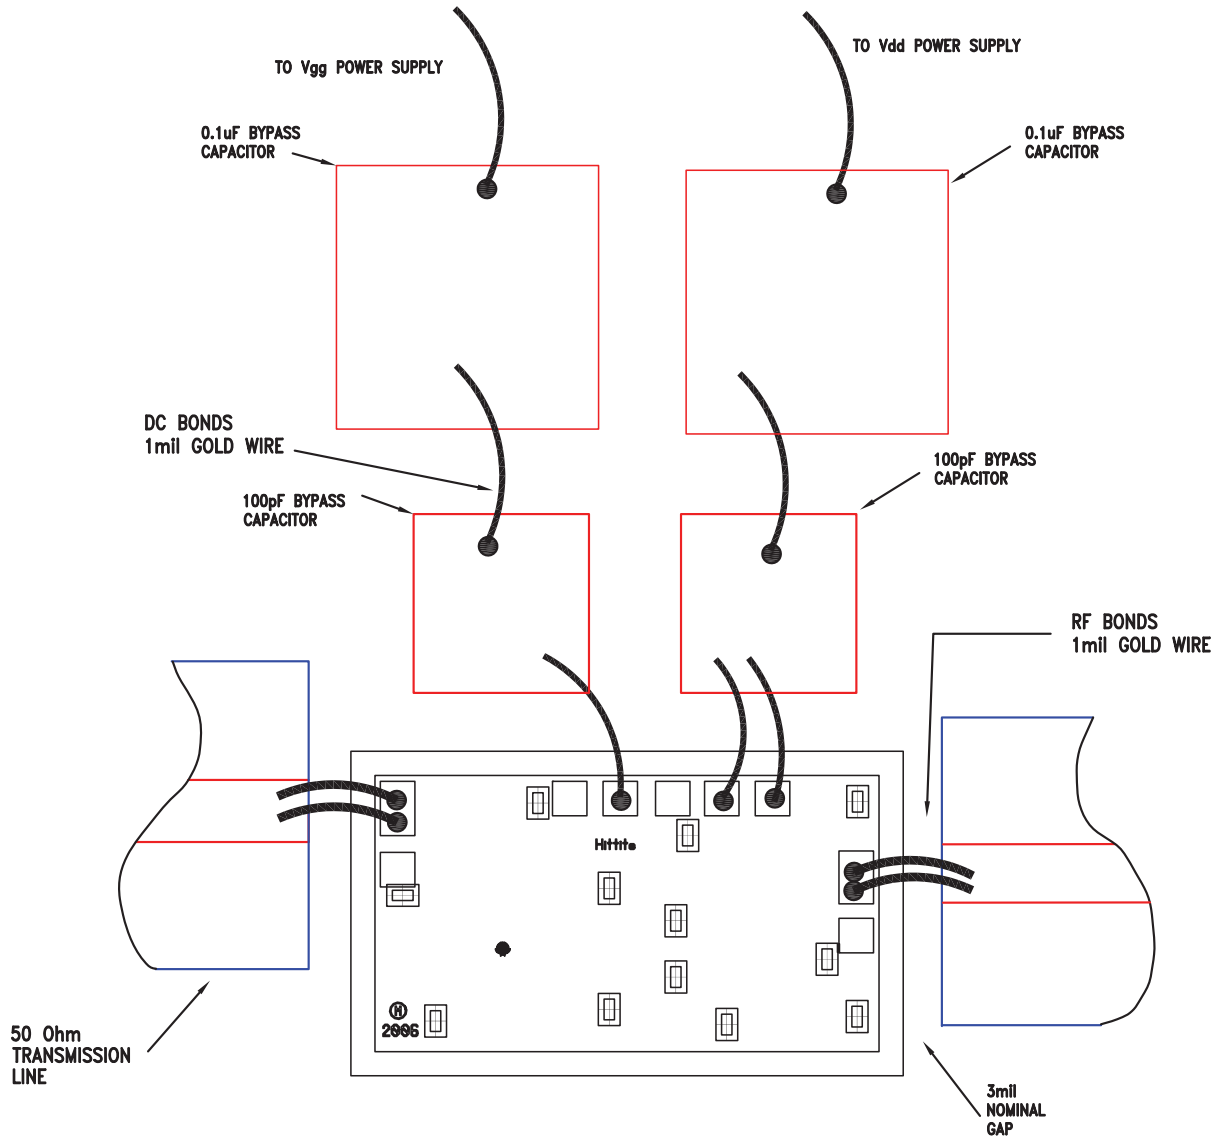 TO Vgg POWER SUPPLY
TO Vdd POWER SUPPLY
0.1uF BYPASS
CAPACITOR
0.1uF BYPASS
CAPACITOR
DC BONDS
1mil GOLD WIRE
100pF BYPASS
CAPACITOR
100pF BYPASS
CAPACITOR
RF BONDS
1mil GOLD WIRE
Hittite
H
2006
50 Ohm
TRANSMISSION
LINE
3mil
NOMINAL
GAP